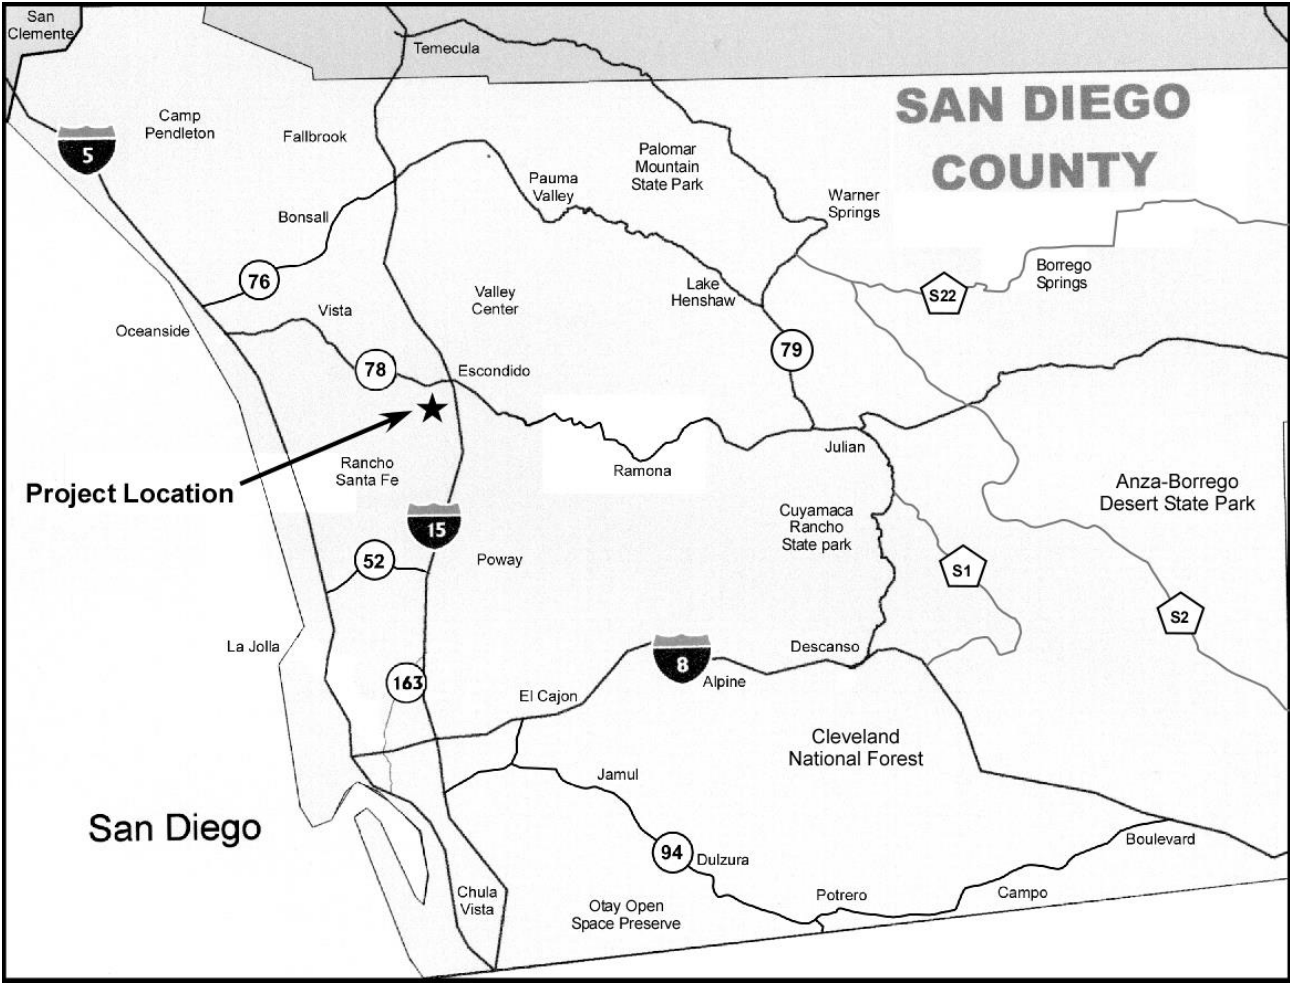 San
Clemente
Temecula
SAN DIEGO
COUNTY
Camp
Pendleton
Fallbrook
5
Palomar
Mountain
State Park
Pauma
Valley
Warner
Springs
Bonsall
76
Valley
Center
Lake
Henshaw
Borrego
Springs
S22
Vista
Oceanside
79
78
Escondido
Julian
Ramona
Rancho
Santa Fe
Project Location
Anza-Borrego
Desert State Park
15
Cuyamaca
Rancho
State park
52
Poway
S1
S2
La Jolla
Descanso
8
Alpine
163
El Cajon
Cleveland
National Forest
Jamul
San Diego
94
Dulzura
Boulevard
Chula
Vista
Otay Open
Space Preserve
Potrero
Campo